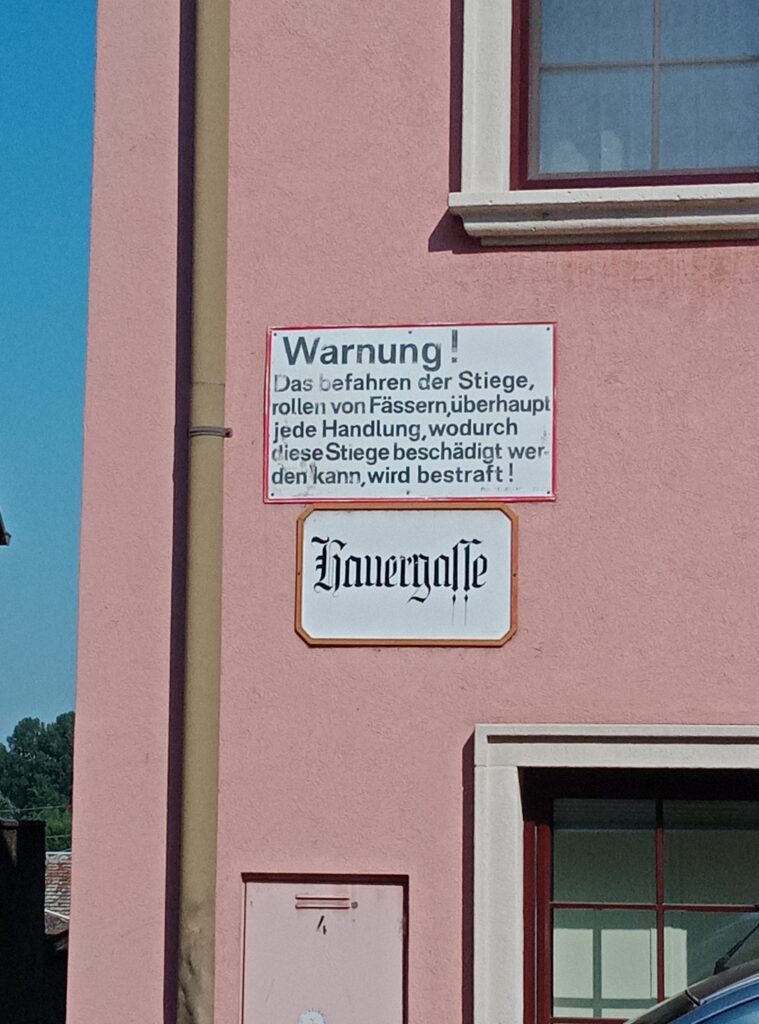 Warnung!
Das befahren der Stiege,
rollen von Fässern,überhaupt
jede Handlung,wodurch
diese Stiege beschädigt wer-
den kann,wird bestraft!
Hauergasse
4